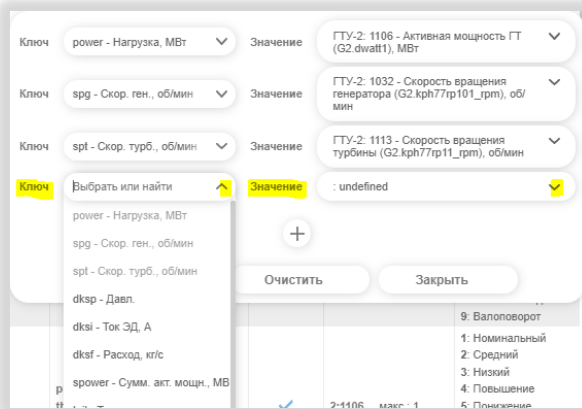 Ключ power - Нагрузка, МВт Значение ГТУ-2: 1106 - Активная мощность ГТ
(G2.dwatt1), МВт
Ключ spg - Скор. ген., об/мин Значение ГТУ-2: 1032 - Скорость вращения
генератора (G2.kph77rp101_rpm), об/
мин
Ключ spt - Скор. турб., об/мин Значение ГТУ-2: 1113 - Скорость вращения
турбины (G2.kph77rp11_rpm), об/мин
Ключ Выбрать или найти Значение : undefined
power - Нагрузка, МВт
spg - Скор. ген., об/мин
spt - Скор. турб., об/мин
Очистить Закрыть
dksp - Давл.
dksi - Ток ЭД, А
dksf - Расход, кг/с
spower - Сумм. акт. мощн., МВ
9: Валоповорот
1: Номинальный
2: Средний
3: Низкий
4: Повышение
2:1106 макс.: 1 5: Понижение